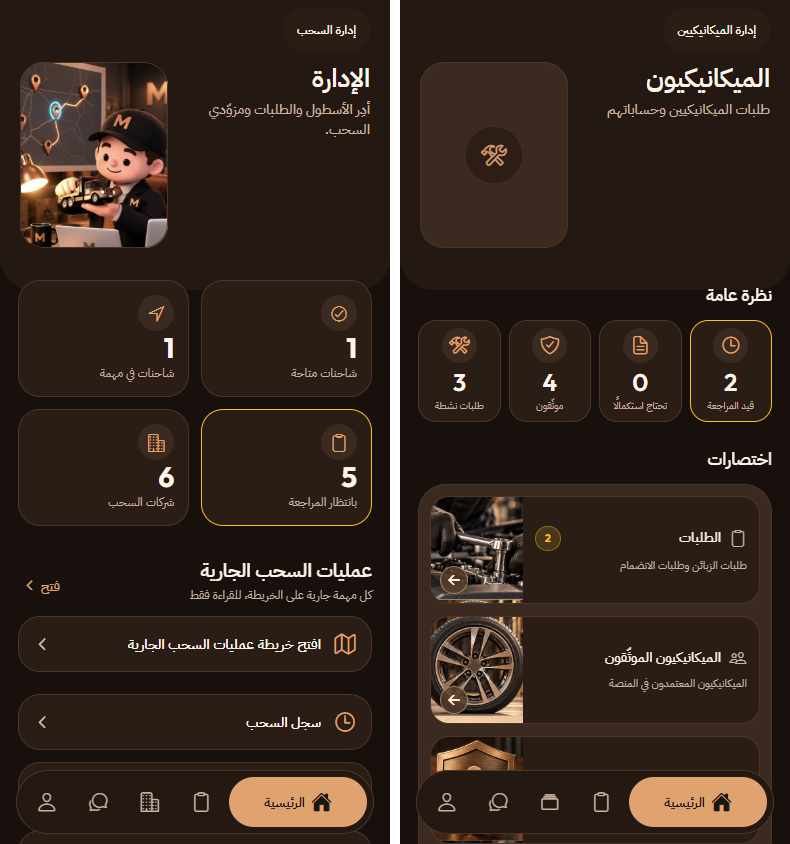 إدارة الميكانيكيين
الميكانيكيون
طلبات الميكانيكيين وحساباتهم
نظرة عامة
2
قيد المراجعة
0
تحتاج استكمالًا
4
موثّقون
3
طلبات نشطة
اختصارات
الطلبات
2
طلبات الزبائن وطلبات الانضمام
الميكانيكيون الموثّقون
الميكانيكيون المعتمدون في المنصة
الرئيسية
إدارة السحب
الإدارة
أدِر الأسطول والطلبات ومزوّدي
السحب.
M
M
M
M
1
شاحنات متاحة
1
شاحنات في مهمة
5
بانتظار المراجعة
6
شركات السحب
عمليات السحب الجارية
فتح
كل مهمة جارية على الخريطة، للقراءة فقط
افتح خريطة عمليات السحب الجارية
سجل السحب
الرئيسية